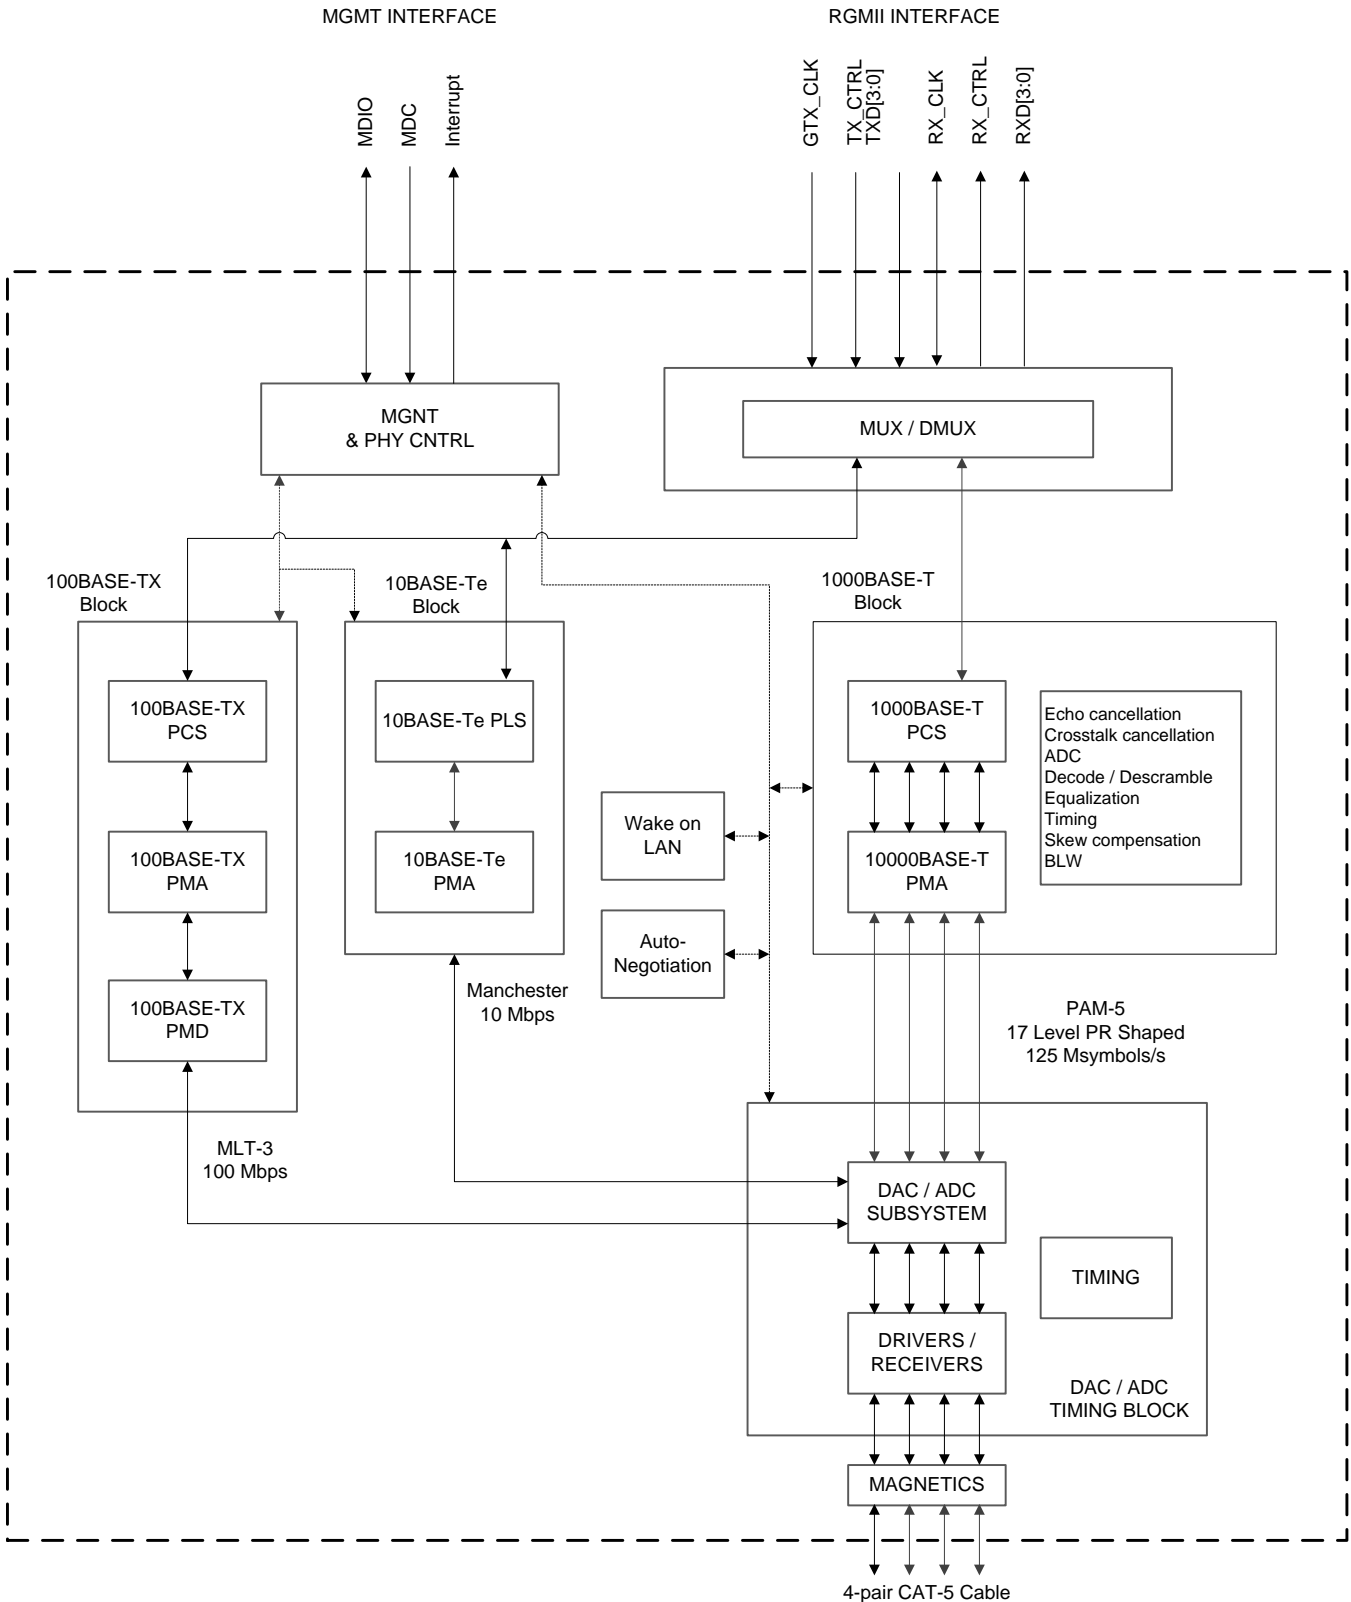 MGMT INTERFACE
RGMII INTERFACE
MDIO
MDC
Interrupt
GTX_CLK
TX_CTRL
TXD[3:0]
RX_CLK
RX_CTRL
RXD[3:0]
MGNT
& PHY CNTRL
MUX / DMUX
100BASE-TX
Block
10BASE-Te
Block
1000BASE-T
Block
100BASE-TX
PCS
10BASE-Te PLS
1000BASE-T
PCS
Echo cancellation
Crosstalk cancellation
ADC
Decode / Descramble
Equalization
Timing
Skew compensation
BLW
100BASE-TX
PMA
10BASE-Te
PMA
Wake on
LAN
10000BASE-T
PMA
Auto-
Negotiation
100BASE-TX
PMD
Manchester
10 Mbps
PAM-5
17 Level PR Shaped
125 Msymbols/s
MLT-3
100 Mbps
DAC / ADC
SUBSYSTEM
TIMING
DRIVERS /
RECEIVERS
DAC / ADC
TIMING BLOCK
MAGNETICS
4-pair CAT-5 Cable